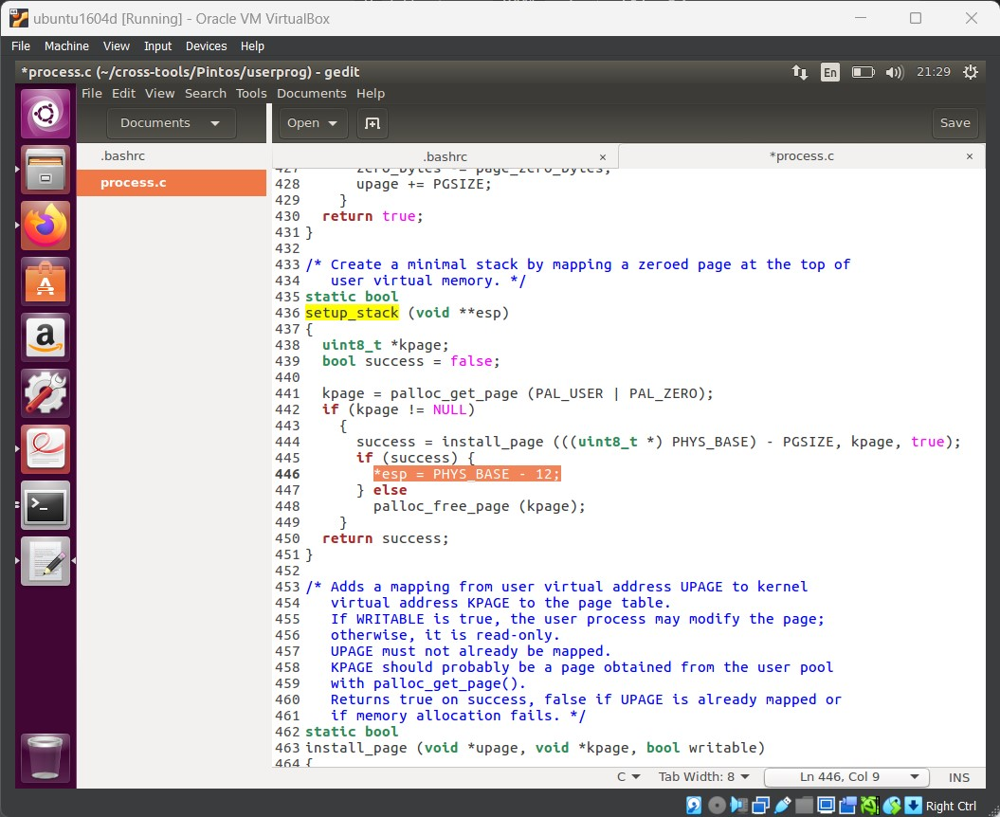 ubuntu1604d [Running] - Oracle VM VirtualBox
File Machine View Input Devices Help
*process.c (~/cross-tools/Pintos/userprog) - gedit
En
21:29
File Edit View Search Tools Documents Help
Documents
Open
Save
.bashrc
process.c
.bashrc ×
*process.c ×
427 zero_bytes -= page_zero_bytes;
428 upage += PGSIZE;
429 }
430 return true;
431 }
432
433 /* Create a minimal stack by mapping a zeroed page at the top of
434 user virtual memory. */
435 static bool
436 setup_stack (void **esp)
437 {
438 uint8_t *kpage;
439 bool success = false;
440
441 kpage = palloc_get_page (PAL_USER | PAL_ZERO);
442 if (kpage != NULL)
443 {
444 success = install_page (((uint8_t *) PHYS_BASE) - PGSIZE, kpage, true);
445 if (success) {
446 *esp = PHYS_BASE - 12;
447 } else
448 palloc_free_page (kpage);
449 }
450 return success;
451 }
452
453 /* Adds a mapping from user virtual address UPAGE to kernel
454 virtual address KPAGE to the page table.
455 If WRITABLE is true, the user process may modify the page;
456 otherwise, it is read-only.
457 UPAGE must not already be mapped.
458 KPAGE should probably be a page obtained from the user pool
459 with palloc_get_page().
460 Returns true on success, false if UPAGE is already mapped or
461 if memory allocation fails. */
462 static bool
463 install_page (void *upage, void *kpage, bool writable)
464 {
C
Tab Width: 8
Ln 446, Col 9
INS
Right Ctrl